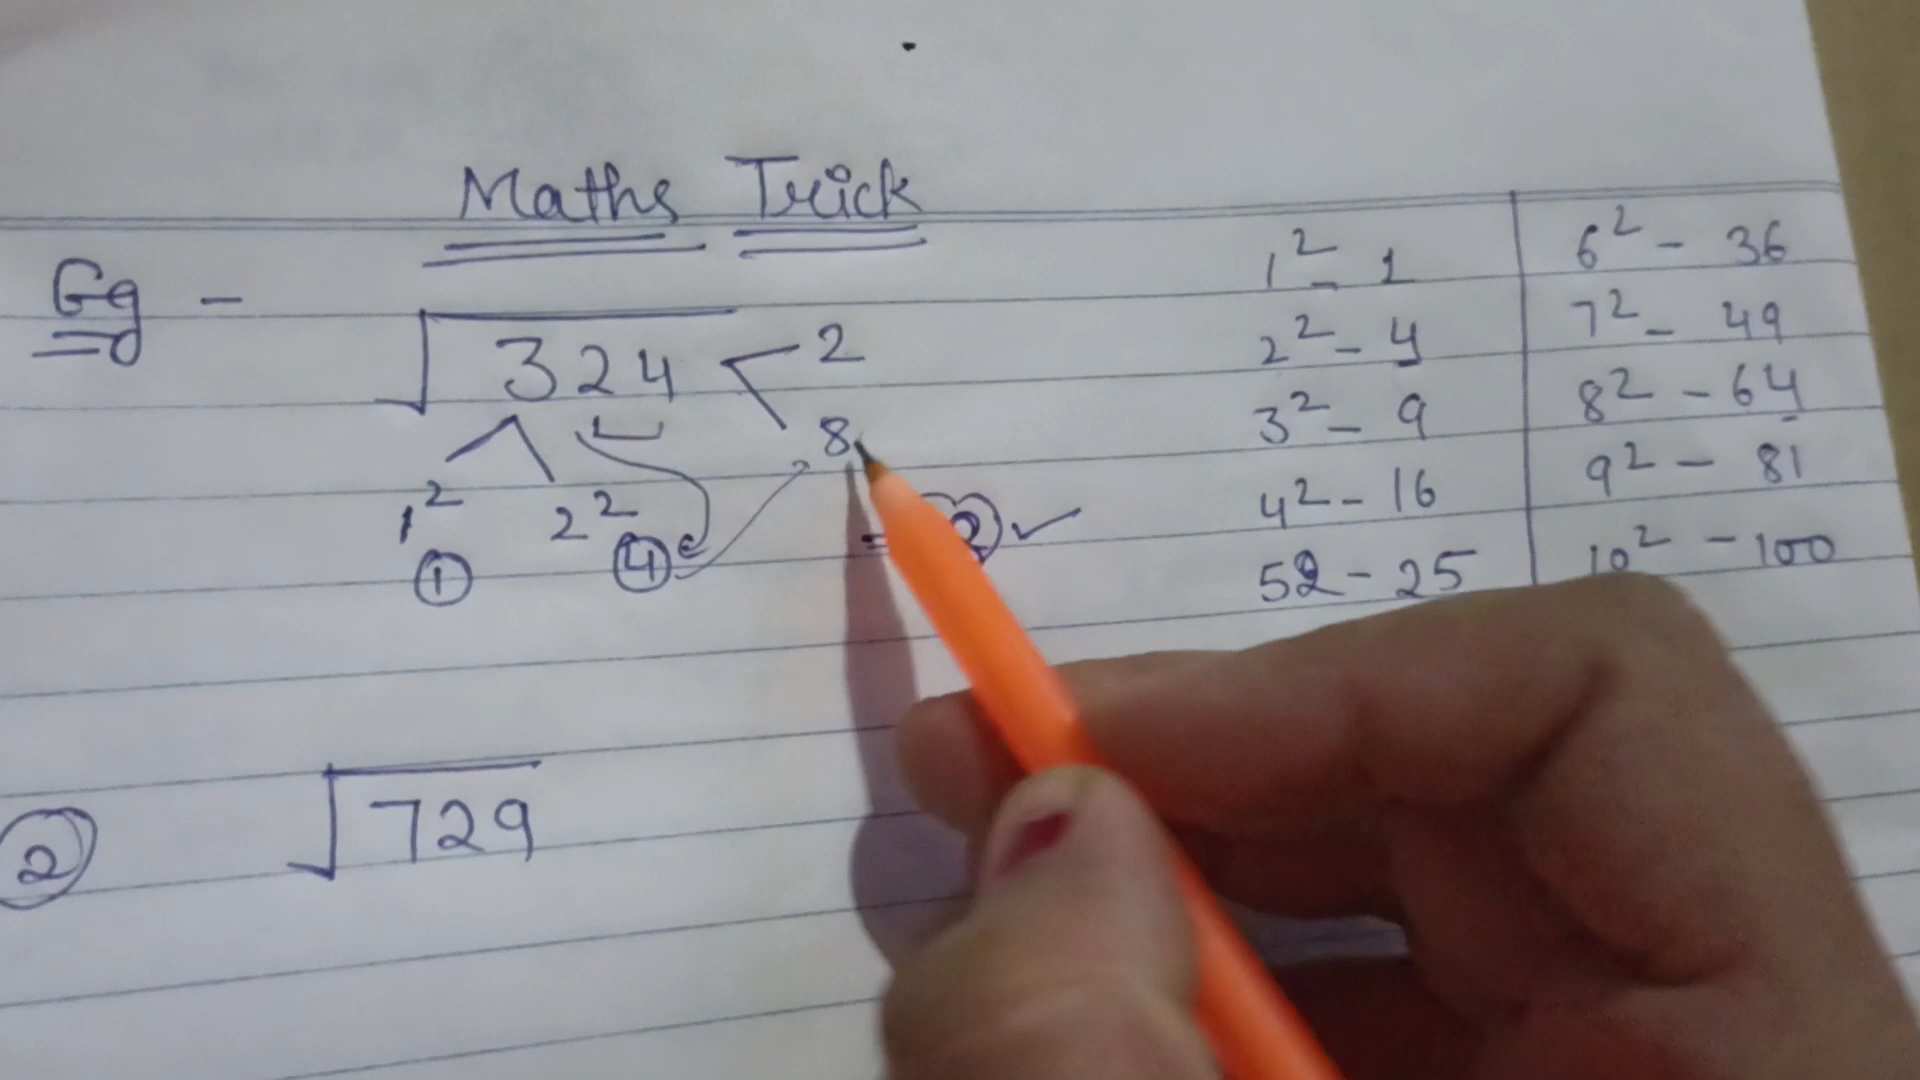 Maths Trick
Gg -
√324 < 2
8
1² 2²
① ④
=
② √729
1² - 1
2² - 4
3² - 9
4² - 16
52 - 25
6² - 36
7² - 49
8² - 64
9² - 81
10² - 100